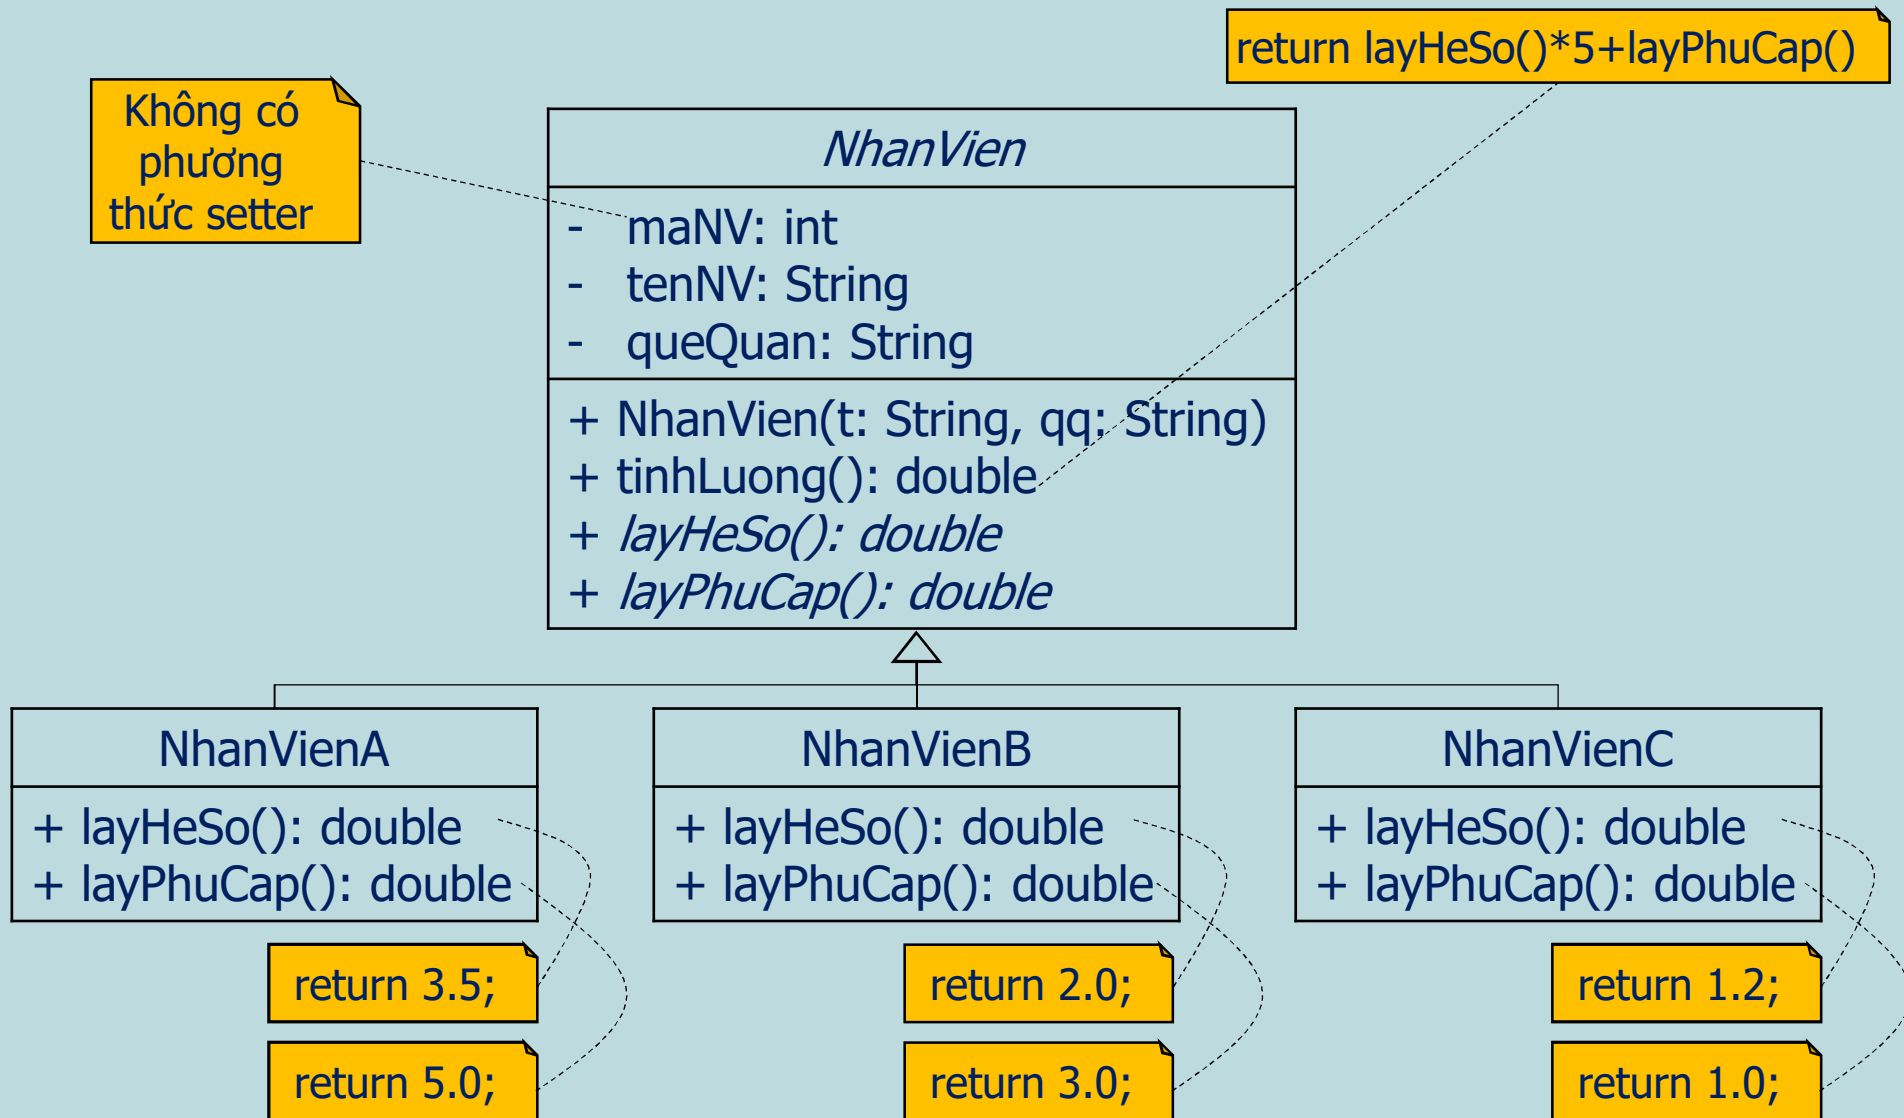 return layHeSo()*5+layPhuCap()
Không có
phương
thức setter
NhanVien
- maNV: int
- tenNV: String
- queQuan: String
+ NhanVien(t: String, qq: String)
+ tinhLuong(): double
+ layHeSo(): double
+ layPhuCap(): double
NhanVienA
+ layHeSo(): double
+ layPhuCap(): double
return 3.5;
return 5.0;
NhanVienB
+ layHeSo(): double
+ layPhuCap(): double
return 2.0;
return 3.0;
NhanVienC
+ layHeSo(): double
+ layPhuCap(): double
return 1.2;
return 1.0;